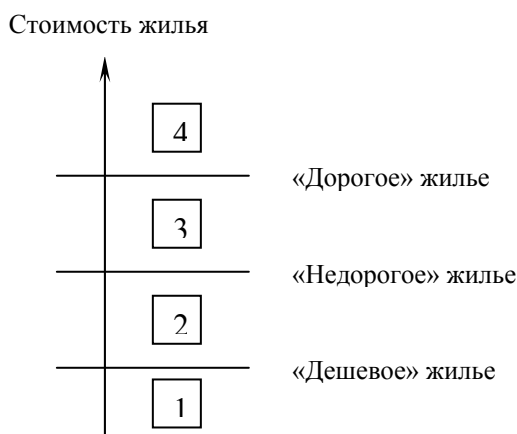 Стоимость жилья
4
«Дорогое» жилье
3
«Недорогое» жилье
2
«Дешевое» жилье
1